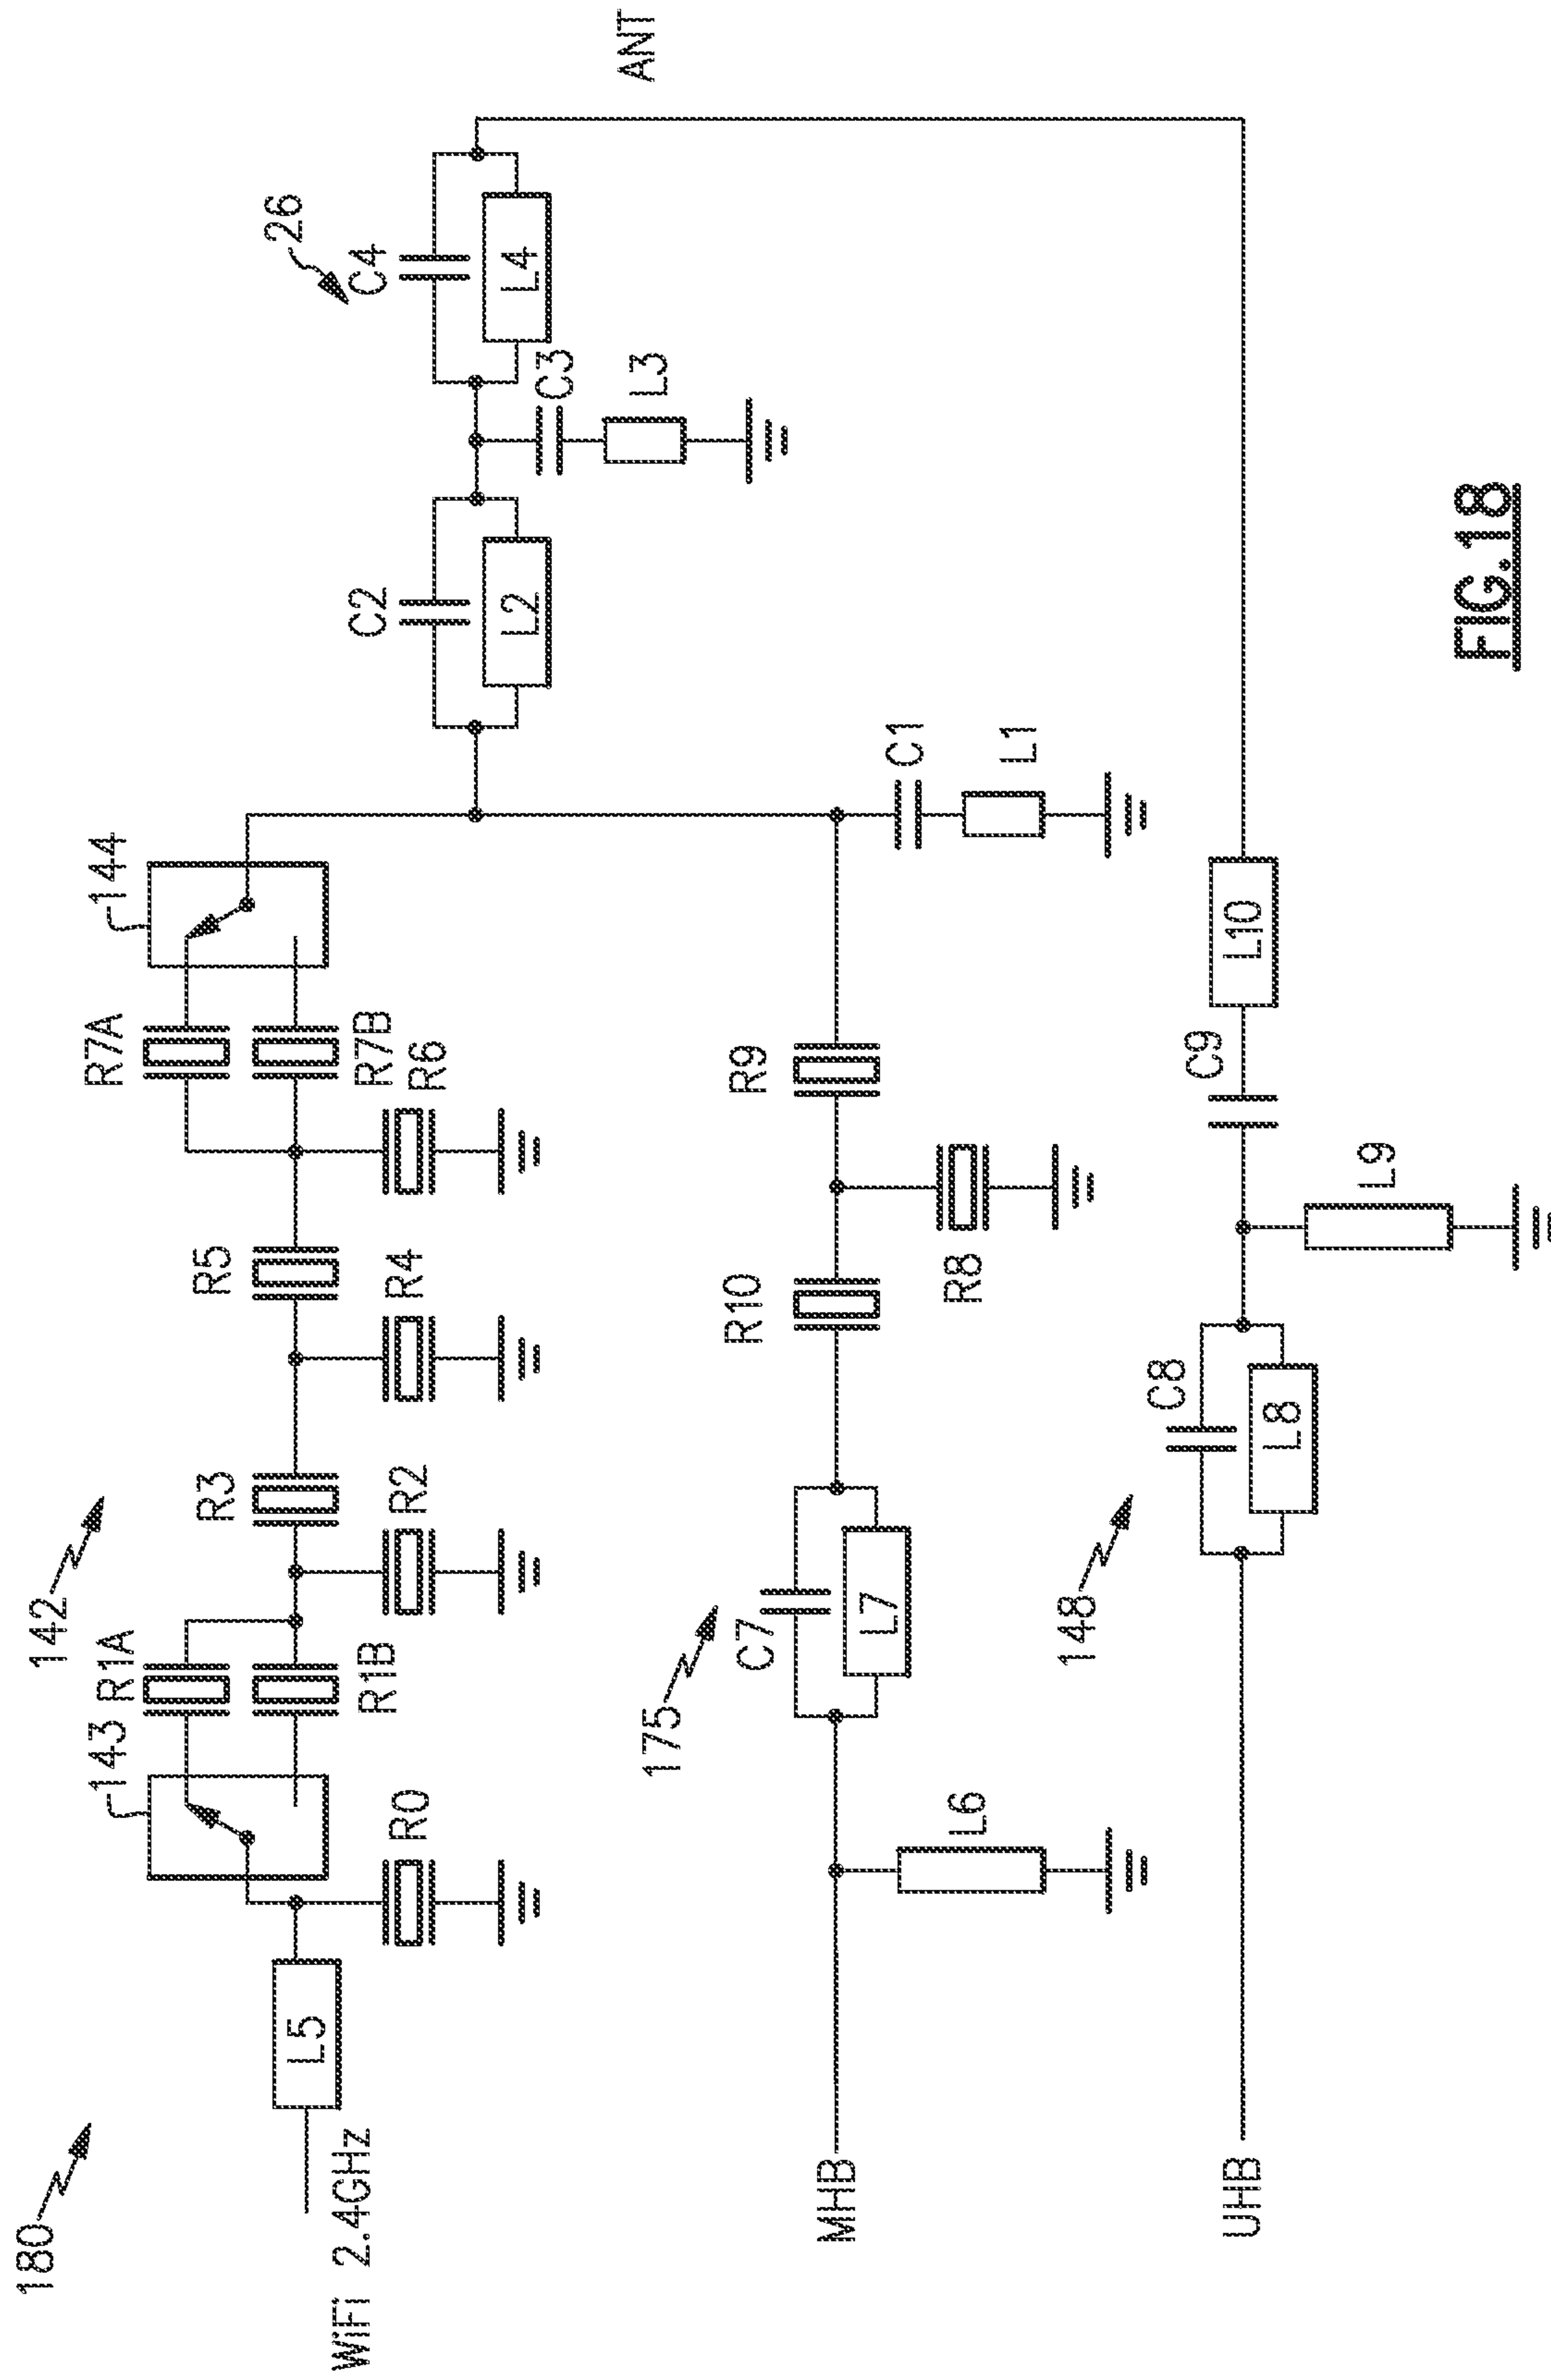 180
142
143
R1A
R3
R5
R7A
144
26
C2
C4
L2
L4
ANT
WiFi 2.4GHz
L5
R0
R1B
R2
R4
R7B
R6
C3
L3
175
C7
L7
R10
R9
C1
L1
MHB
L6
R8
148
C8
L8
C9
L10
UHB
L9
FIG.18